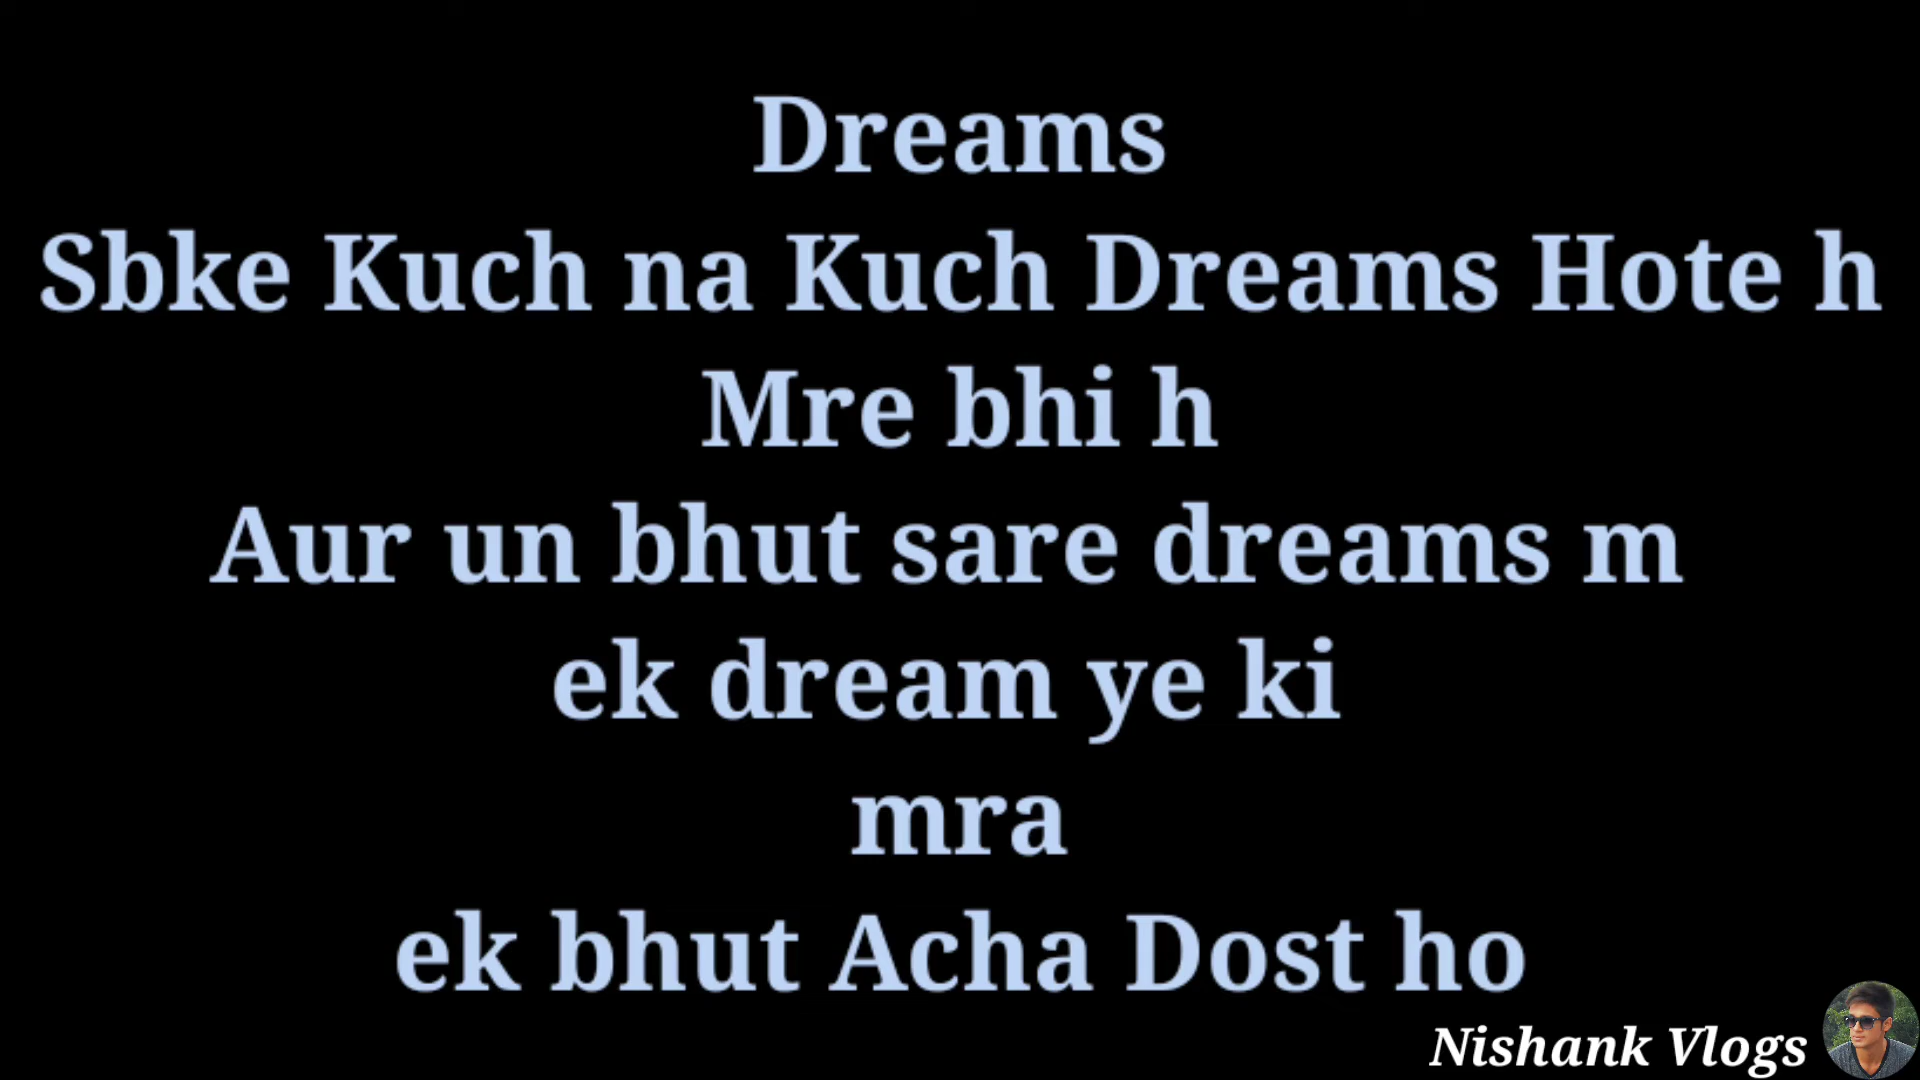 Dreams
Sbke Kuch na Kuch Dreams Hote h
Mre bhi h
Aur un bhut sare dreams m
ek dream ye ki
mra
ek bhut Acha Dost ho
Nishank Vlogs